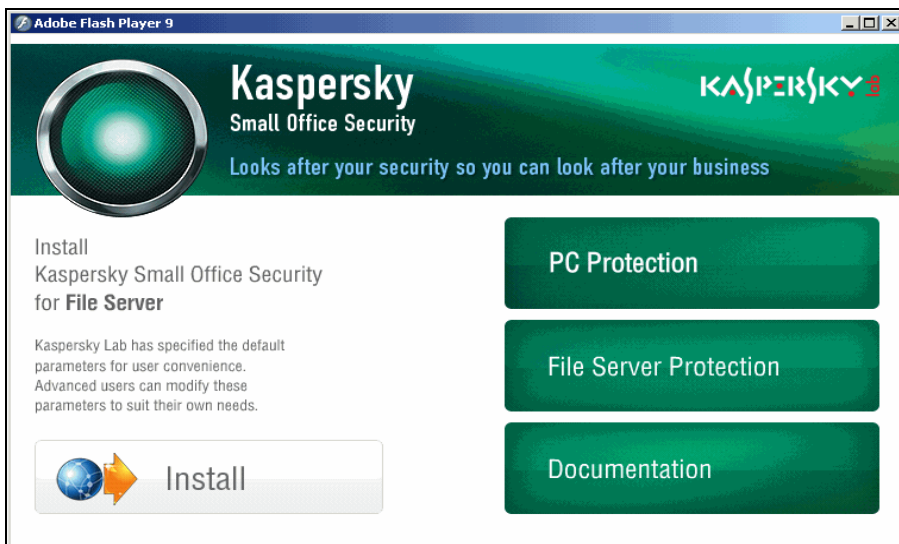 Adobe Flash Player 9
Kaspersky
Small Office Security
Looks after your security so you can look after your business
KASPERSKY lab
Install
Kaspersky Small Office Security
for File Server
Kaspersky Lab has specified the default
parameters for user convenience.
Advanced users can modify these
parameters to suit their own needs.
Install
PC Protection
File Server Protection
Documentation